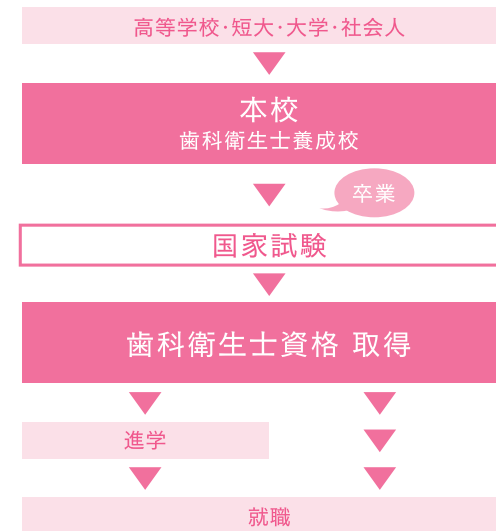 高等学校･短大･大学･社会人
本校
歯科衛生士養成校
卒業
国家試験
歯科衛生士資格 取得
進学
就職